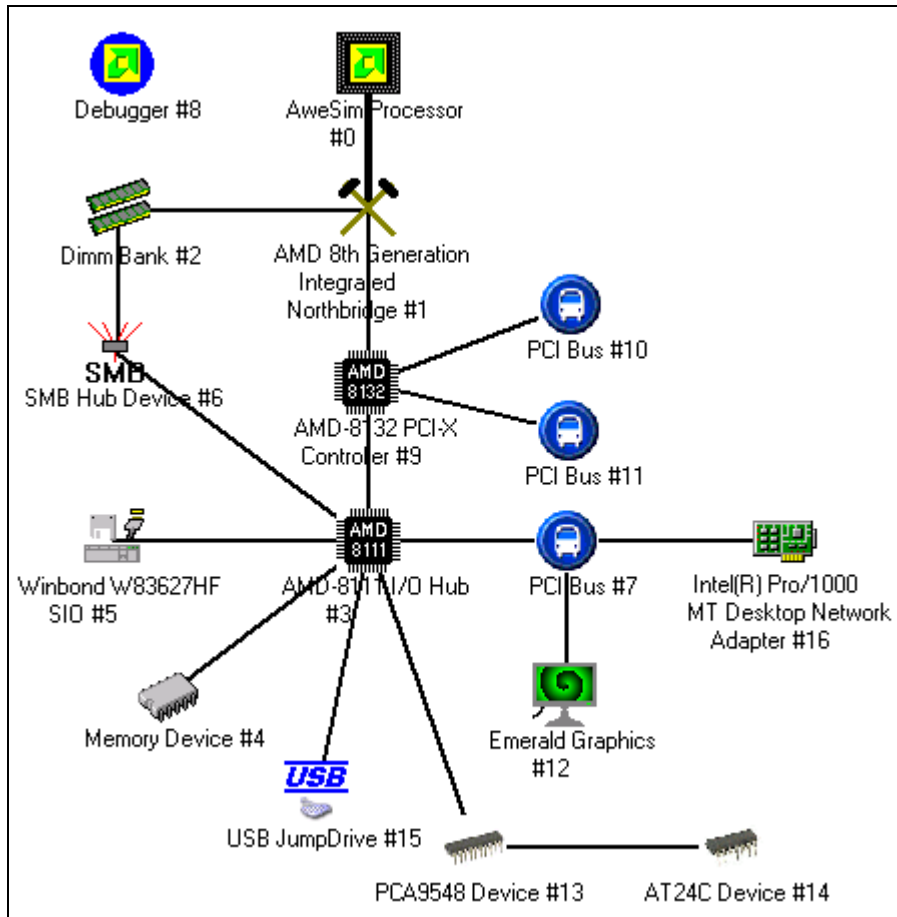 Debugger #8
AweSim Processor
#0
Dimm Bank #2
AMD 8th Generation
Integrated
Northbridge #1
PCI Bus #10
SMB
SMB Hub Device #6
AMD
8132
AMD-8132 PCI-X
Controller #9
PCI Bus #11
AMD
8111
Winbond W83627HF
SIO #5
AMD-8111 I/O Hub
#3
PCI Bus #7
Intel(R) Pro/1000
MT Desktop Network
Adapter #16
Memory Device #4
Emerald Graphics
#12
USB
USB JumpDrive #15
PCA9548 Device #13
AT24C Device #14